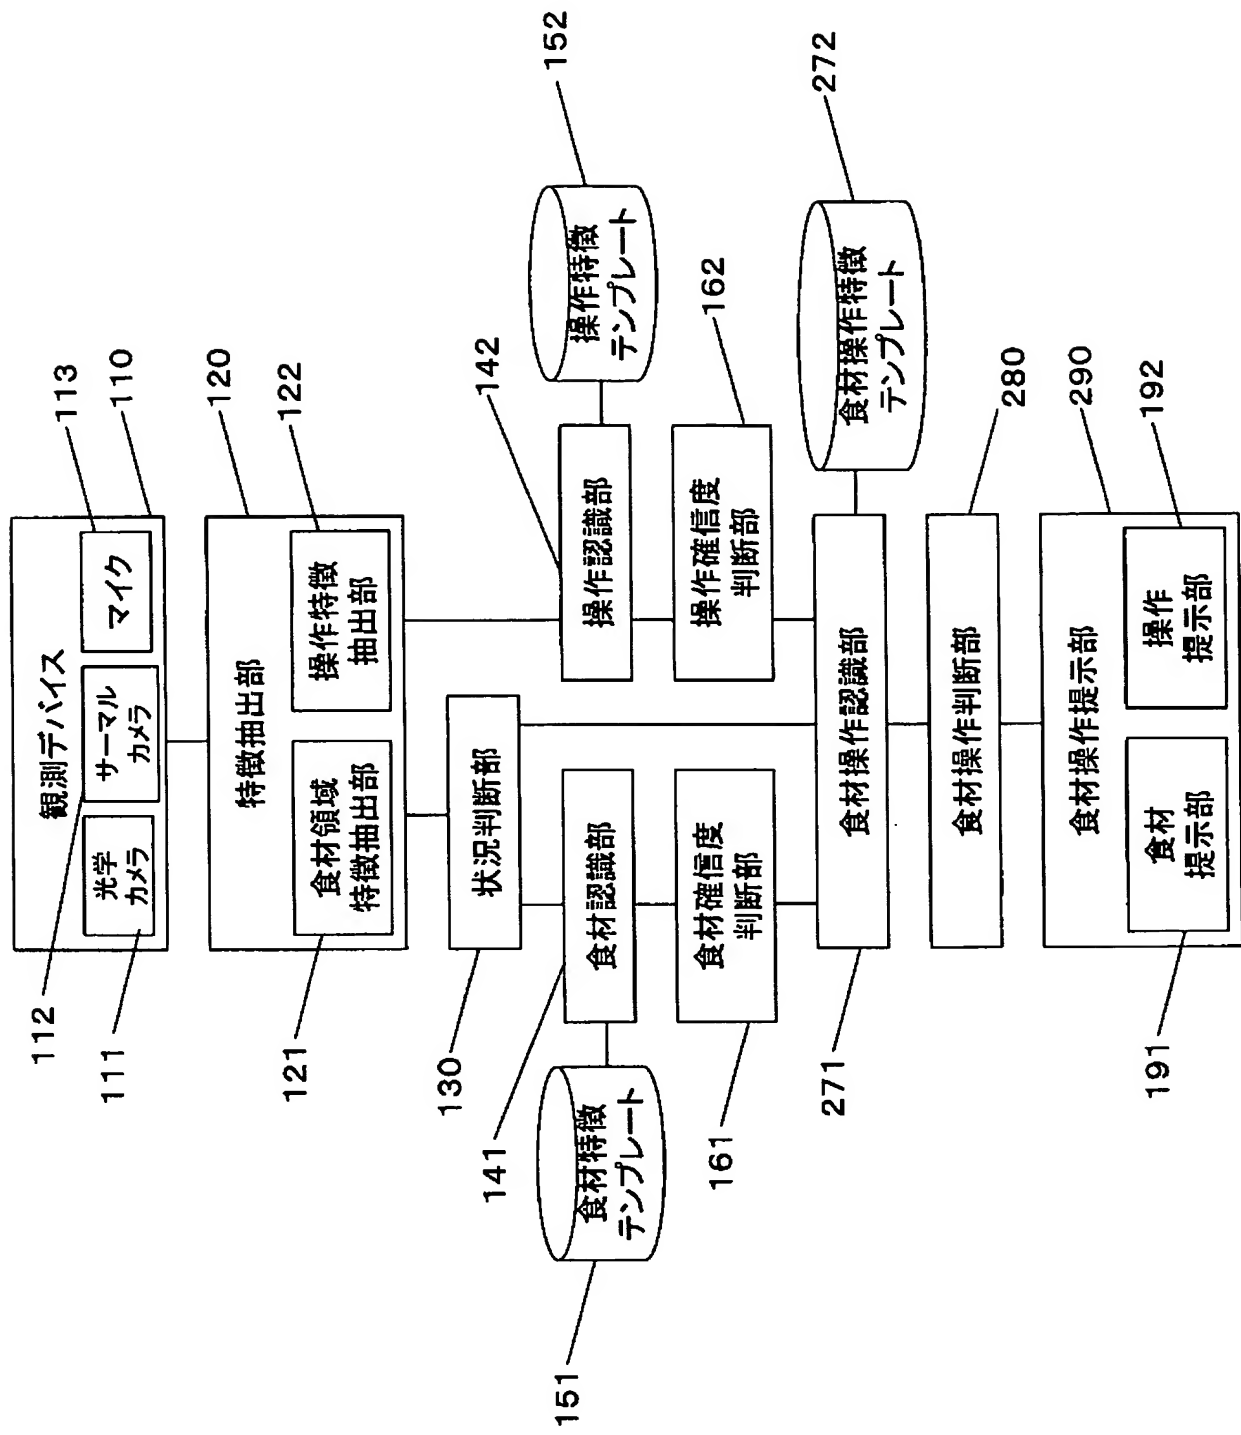 観測デバイス
光学
カメラ
サーマル
カメラ
マイク
111
112
113
110
特徴抽出部
食材領域
特徴抽出部
操作特徴
抽出部
120
121
122
状況判断部
130
食材認識部
141
操作認識部
142
食材特徴
テンプレート
151
操作特徴
テンプレート
152
食材確信度
判断部
161
操作確信度
判断部
162
食材操作認識部
271
食材操作特徴
テンプレート
272
食材操作判断部
280
食材操作提示部
290
食材
提示部
191
操作
提示部
192